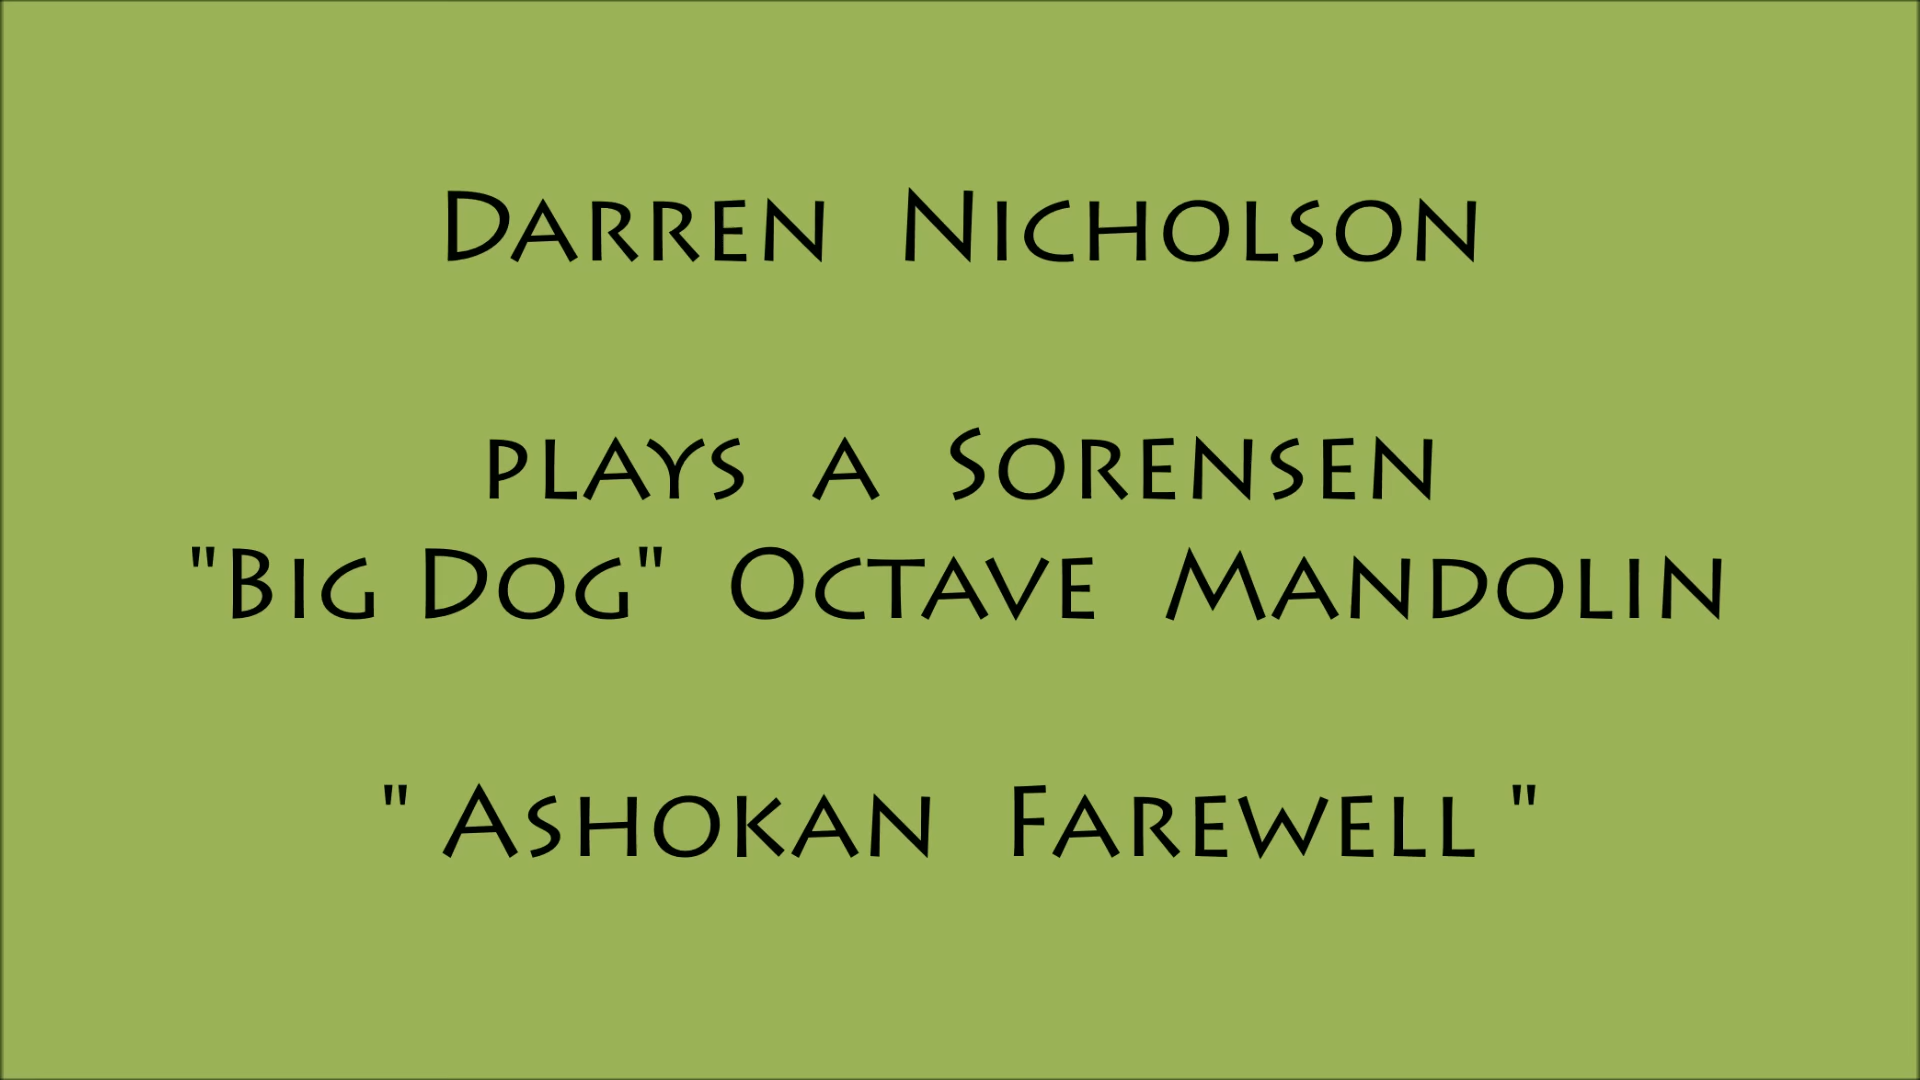 Darren Nicholson
plays a Sorensen
"Big Dog" Octave Mandolin
" Ashokan Farewell "